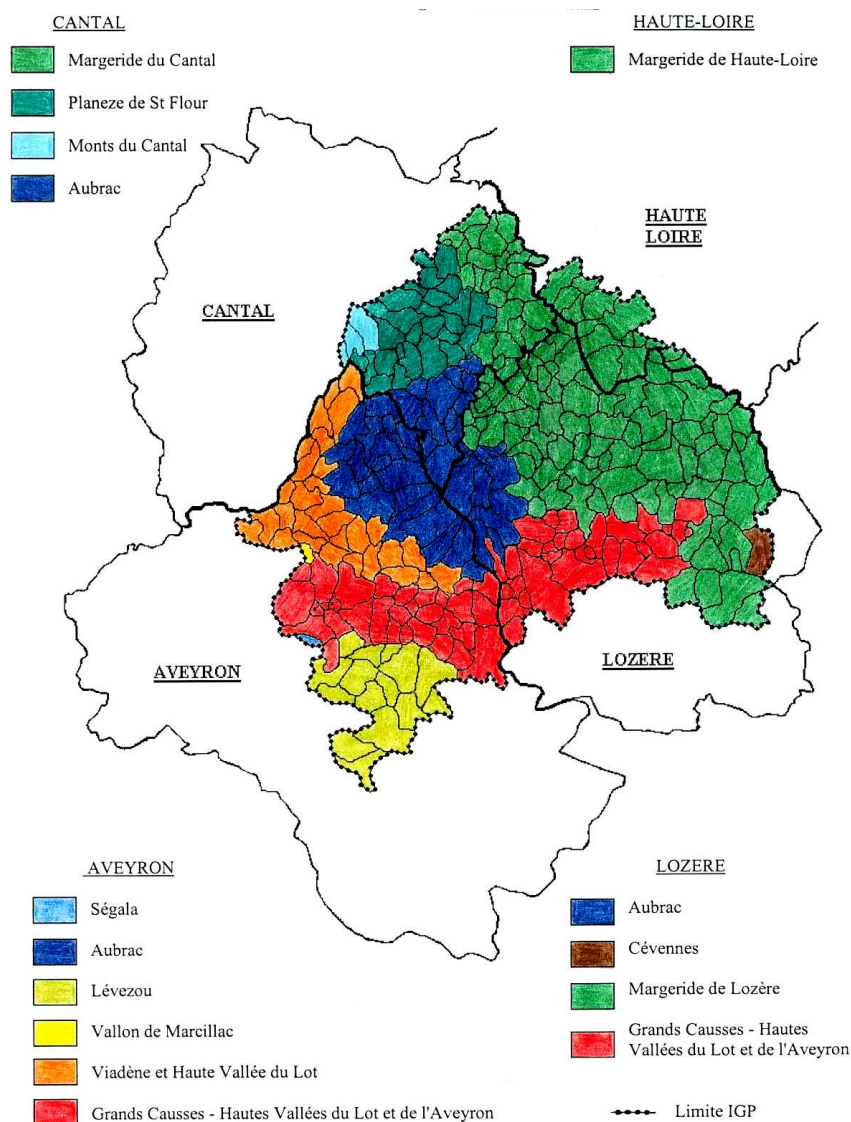 CANTAL
Margeride du Cantal
Planeze de St Flour
Monts du Cantal
Aubrac
HAUTE-LOIRE
Margeride de Haute-Loire
HAUTE
LOIRE
CANTAL
AVEYRON
LOZERE
AVEYRON
Ségala
Aubrac
Lévezou
Vallon de Marcillac
Viadène et Haute Vallée du Lot
Grands Causses - Hautes Vallées du Lot et de l'Aveyron
LOZERE
Aubrac
Cévennes
Margeride de Lozère
Grands Causses - Hautes
Vallées du Lot et de l'Aveyron
Limite IGP